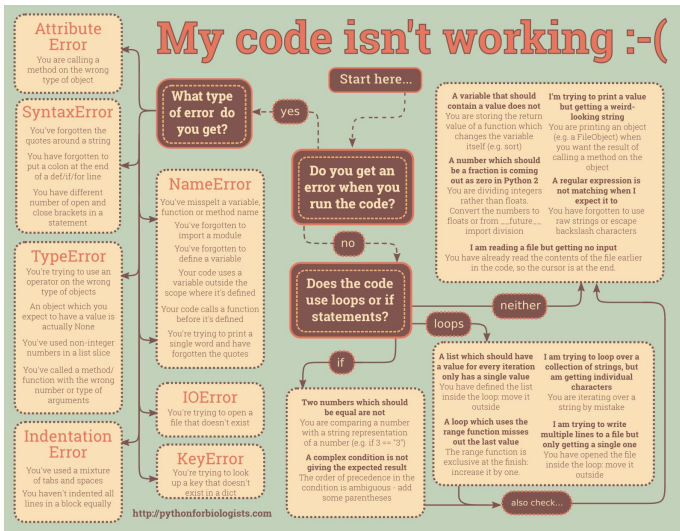 My code isn't working :-(
Start here...
Do you get an
error when you
run the code?
yes
What type
of error do
you get?
Attribute
Error
You are calling a
method on the wrong
type of object
SyntaxError
You've forgotten the
quotes around a string
You have forgotten to
put a colon at the end
of a def/if/for line
You have different
number of open and
close brackets in a
statement
TypeError
You're trying to use an
operator on the wrong
type of objects
An object which you
expect to have a value is
actually None
You've used non-integer
numbers in a list slice
You've called a method/
function with the wrong
number or type of
arguments
Indentation
Error
You've used a mixture
of tabs and spaces
You haven't indented all
lines in a block equally
NameError
You've misspelt a variable,
function or method name
You've forgotten to
import a module
You've forgotten to
define a variable
Your code uses a
variable outside the
scope where it's defined
Your code calls a function
before it's defined
You're trying to print a
single word and have
forgotten the quotes
IOError
You're trying to open a
file that doesn't exist
KeyError
You're trying to look
up a key that doesn't
exist in a dict
no
Does the code
use loops or if
statements?
neither
loops
if
A variable that should
contain a value does not
You are storing the return
value of a function which
changes the variable
itself (e.g. sort)
A number which should
be a fraction is coming
out as zero in Python 2
You are dividing integers
rather than floats.
Convert the numbers to
floats or from __future__
import division
I'm trying to print a value
but getting a weird-
looking string
You are printing an object
(e.g. a FileObject) when
you want the result of
calling a method on the
object
A regular expression is
not matching when I
expect it to
You have forgotten to use
raw strings or escape
backslash characters
I am reading a file but getting no input
You have already read the contents of the file earlier
in the code, so the cursor is at the end.
Two numbers which should
be equal are not
You are comparing a number
with a string representation
of a number (e.g. if 3 == "3")
A complex condition is not
giving the expected result
The order of precedence in the
condition is ambiguous - add
some parentheses
A list which should have
a value for every iteration
only has a single value
You have defined the list
inside the loop: move it
outside
A loop which uses the
range function misses
out the last value
The range function is
exclusive at the finish:
increase it by one.
I am trying to loop over a
collection of strings, but
am getting individual
characters
You are iterating over a
string by mistake
I am trying to write
multiple lines to a file but
only getting a single one
You have opened the file
inside the loop: move it
outside
also check...
http://pythonforbiologists.com